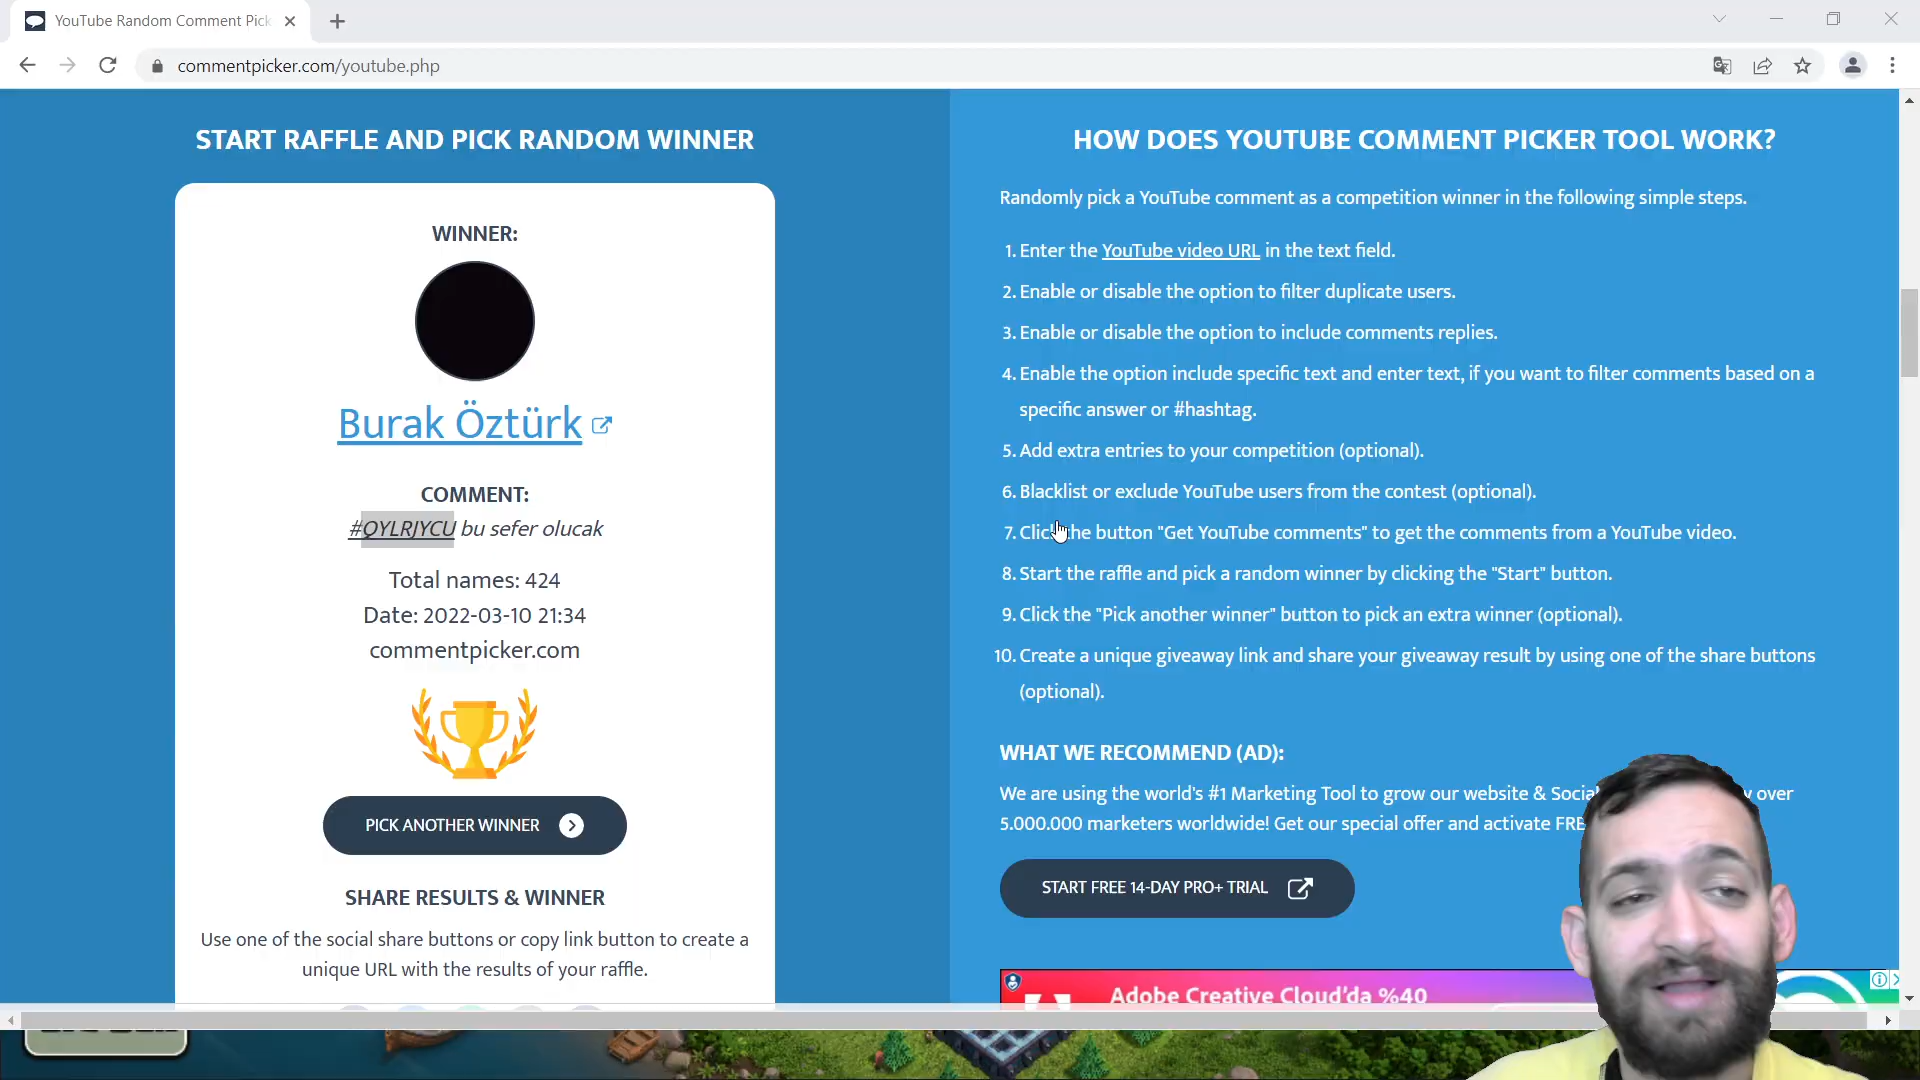 YouTube Random Comment Pick
commentpicker.com/youtube.php
START RAFFLE AND PICK RANDOM WINNER
WINNER:
Burak Öztürk
COMMENT:
#QYLRJYCU bu sefer olucak
Total names: 424
Date: 2022-03-10 21:34
commentpicker.com
PICK ANOTHER WINNER
SHARE RESULTS & WINNER
Use one of the social share buttons or copy link button to create a
unique URL with the results of your raffle.
HOW DOES YOUTUBE COMMENT PICKER TOOL WORK?
Randomly pick a YouTube comment as a competition winner in the following simple steps.
1. Enter the YouTube video URL in the text field.
2. Enable or disable the option to filter duplicate users.
3. Enable or disable the option to include comments replies.
4. Enable the option include specific text and enter text, if you want to filter comments based on a
specific answer or #hashtag.
5. Add extra entries to your competition (optional).
6. Blacklist or exclude YouTube users from the contest (optional).
7. Click the button "Get YouTube comments" to get the comments from a YouTube video.
8. Start the raffle and pick a random winner by clicking the "Start" button.
9. Click the "Pick another winner" button to pick an extra winner (optional).
10. Create a unique giveaway link and share your giveaway result by using one of the share buttons
(optional).
WHAT WE RECOMMEND (AD):
We are using the world's #1 Marketing Tool to grow our website & Social over
5.000.000 marketers worldwide! Get our special offer and activate FRE
START FREE 14-DAY PRO+ TRIAL
Adobe Creative Cloud'da %40